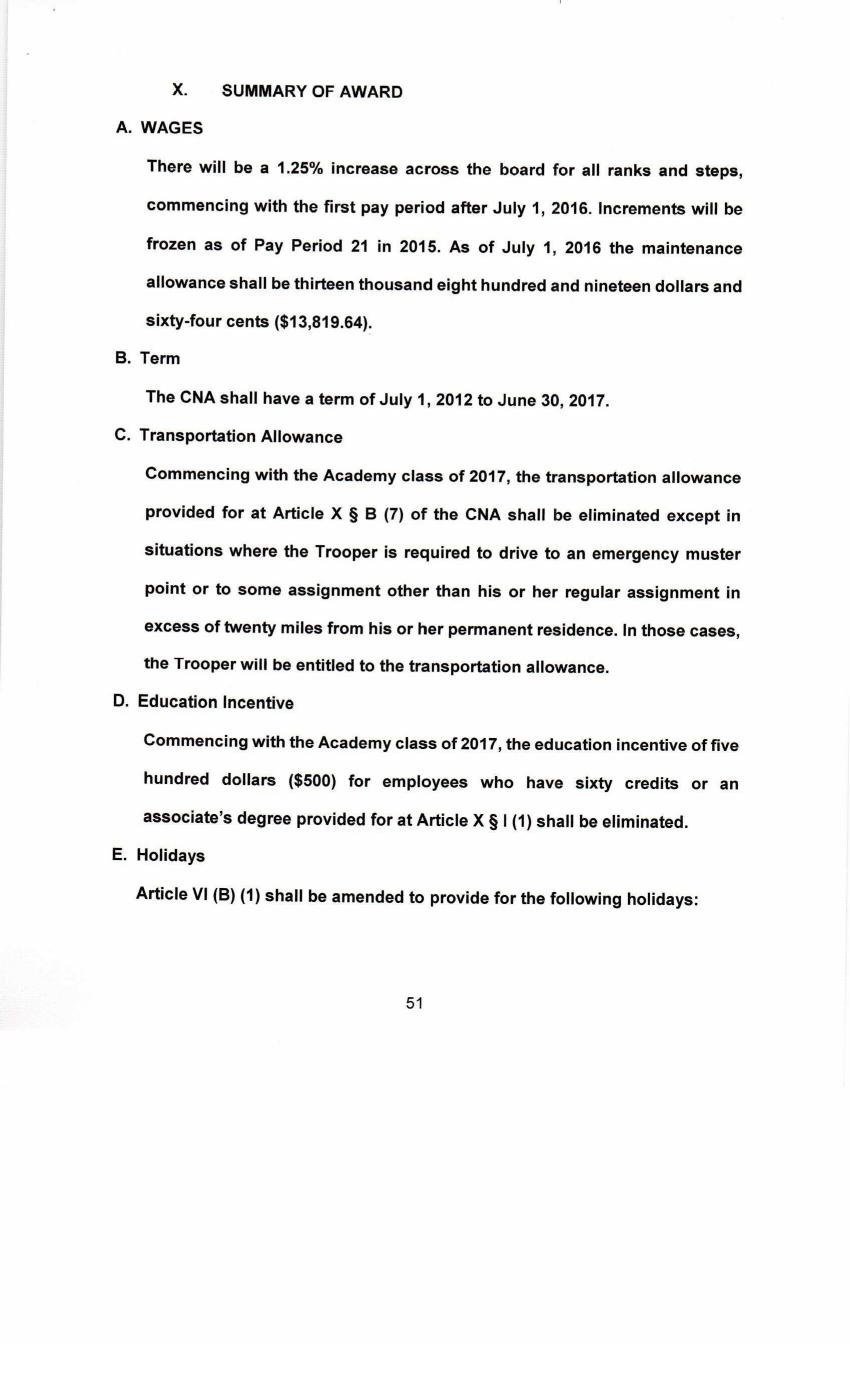 X. SUMMARY OF AWARD
A. WAGES
There will be a 1.25% increase across the board for all ranks and steps,
commencing with the first pay period after July 1, 2016. Increments will be
frozen as of Pay Period 21 in 2015. As of July 1, 2016 the maintenance
allowance shall be thirteen thousand eight hundred and nineteen dollars and
sixty-four cents ($13,819.64).
B. Term
The CNA shall have a term of July 1, 2012 to June 30, 2017.
C. Transportation Allowance
Commencing with the Academy class of 2017, the transportation allowance
provided for at Article X § B (7) of the CNA shall be eliminated except in
situations where the Trooper is required to drive to an emergency muster
point or to some assignment other than his or her regular assignment in
excess of twenty miles from his or her permanent residence. In those cases,
the Trooper will be entitled to the transportation allowance.
D. Education Incentive
Commencing with the Academy class of 2017, the education incentive of five
hundred dollars ($500) for employees who have sixty credits or an
associate's degree provided for at Article X § I (1) shall be eliminated.
E. Holidays
Article VI (B) (1) shall be amended to provide for the following holidays:
51